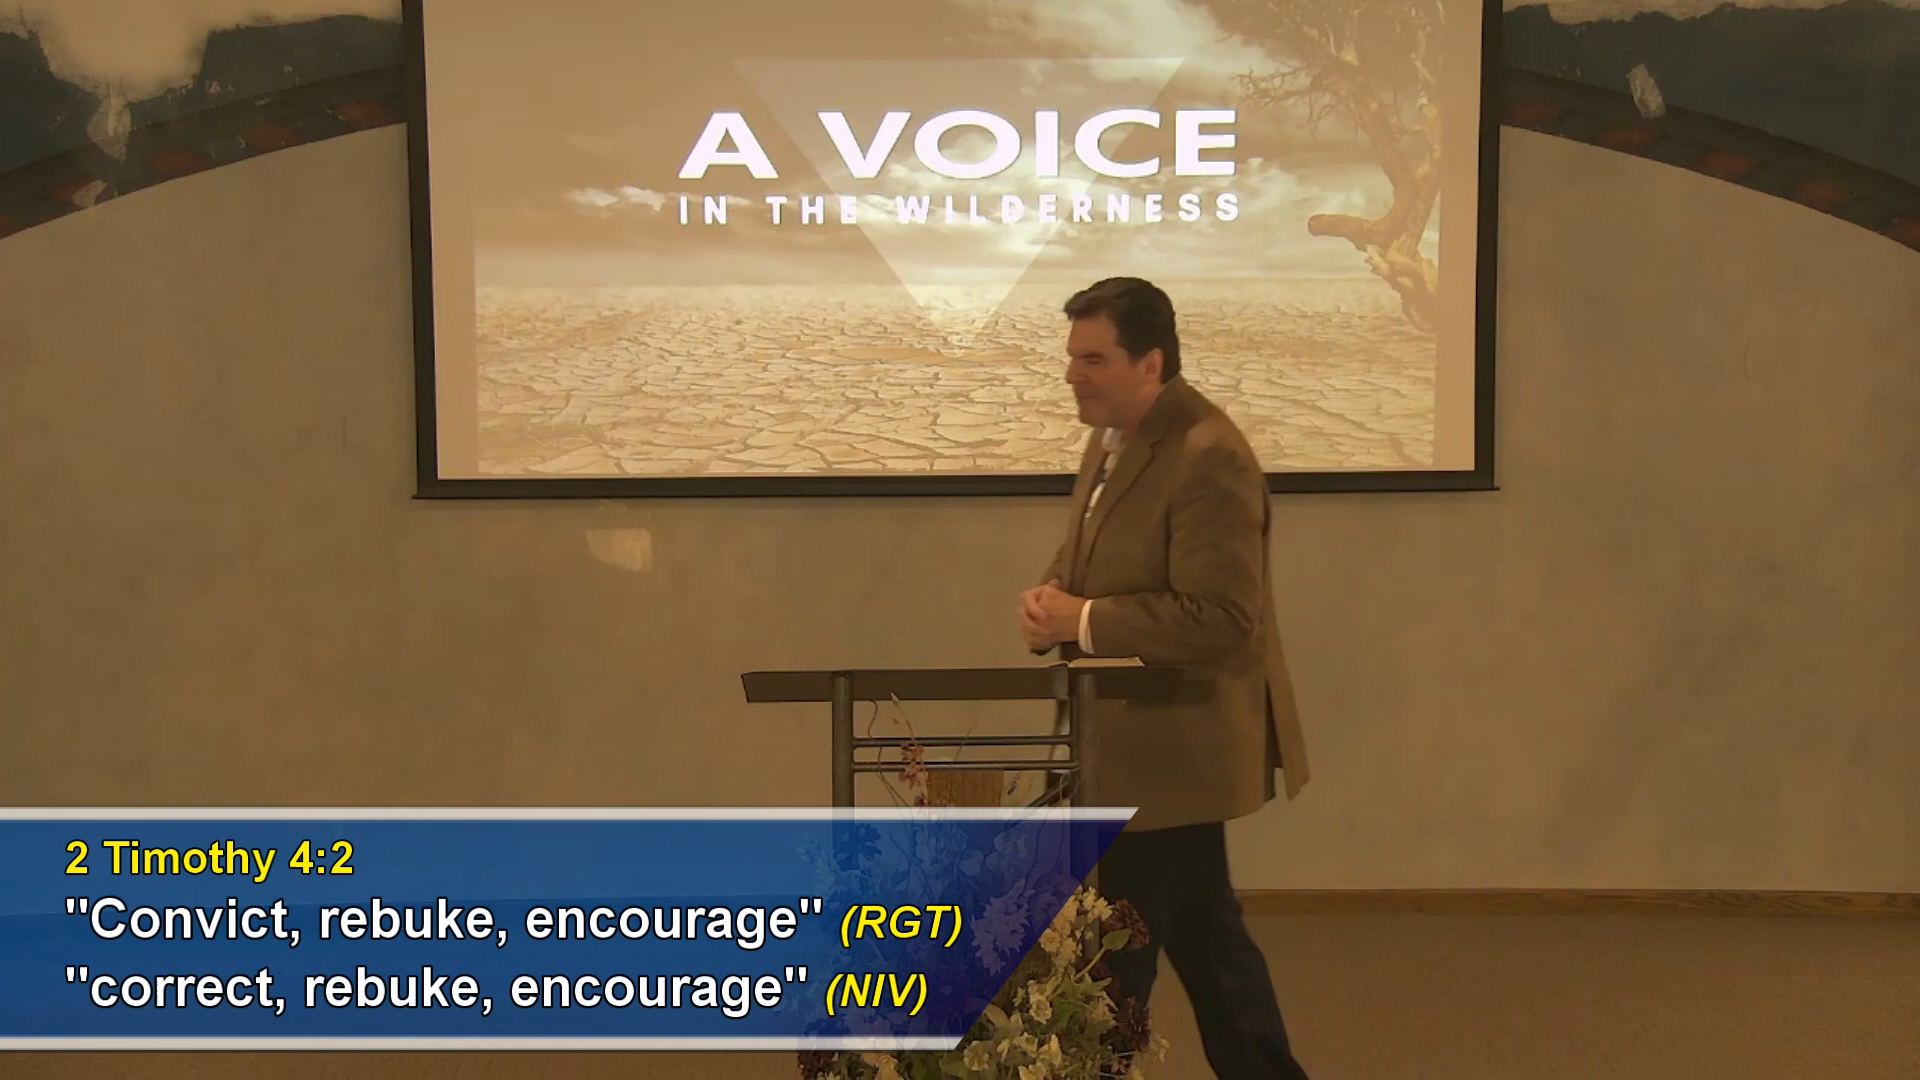 A VOICE
IN THE WILDERNESS
2 Timothy 4:2
"Convict, rebuke, encourage" (RGT)
"correct, rebuke, encourage" (NIV)